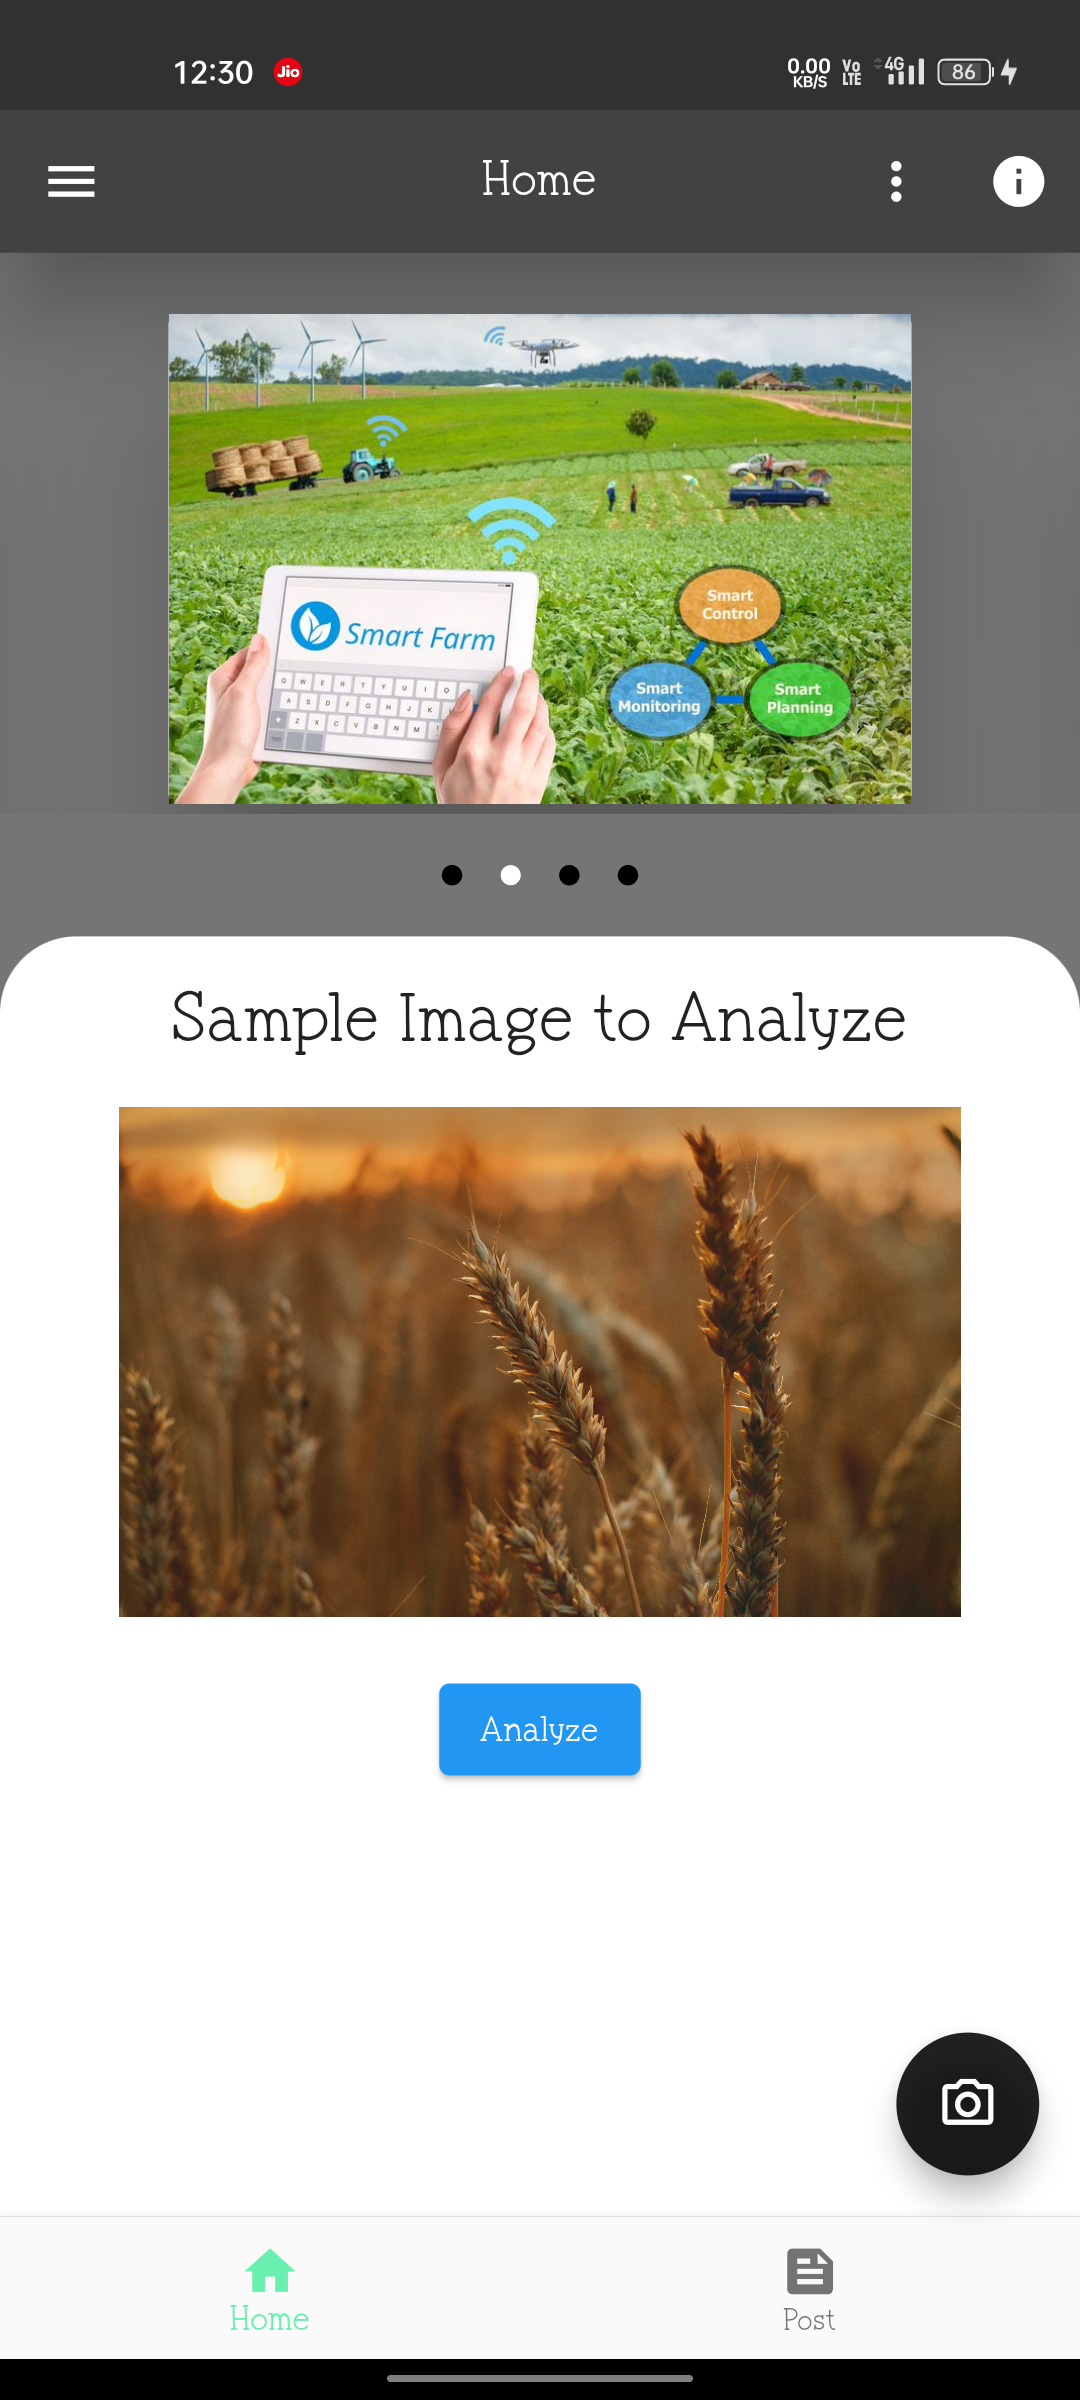 12:30 Jio 0.00 KB/S Vo LTE 4G 86
Home
Smart Farm
Smart
Control
Smart
Monitoring
Smart
Planning
Sample Image to Analyze
Analyze
Home Post